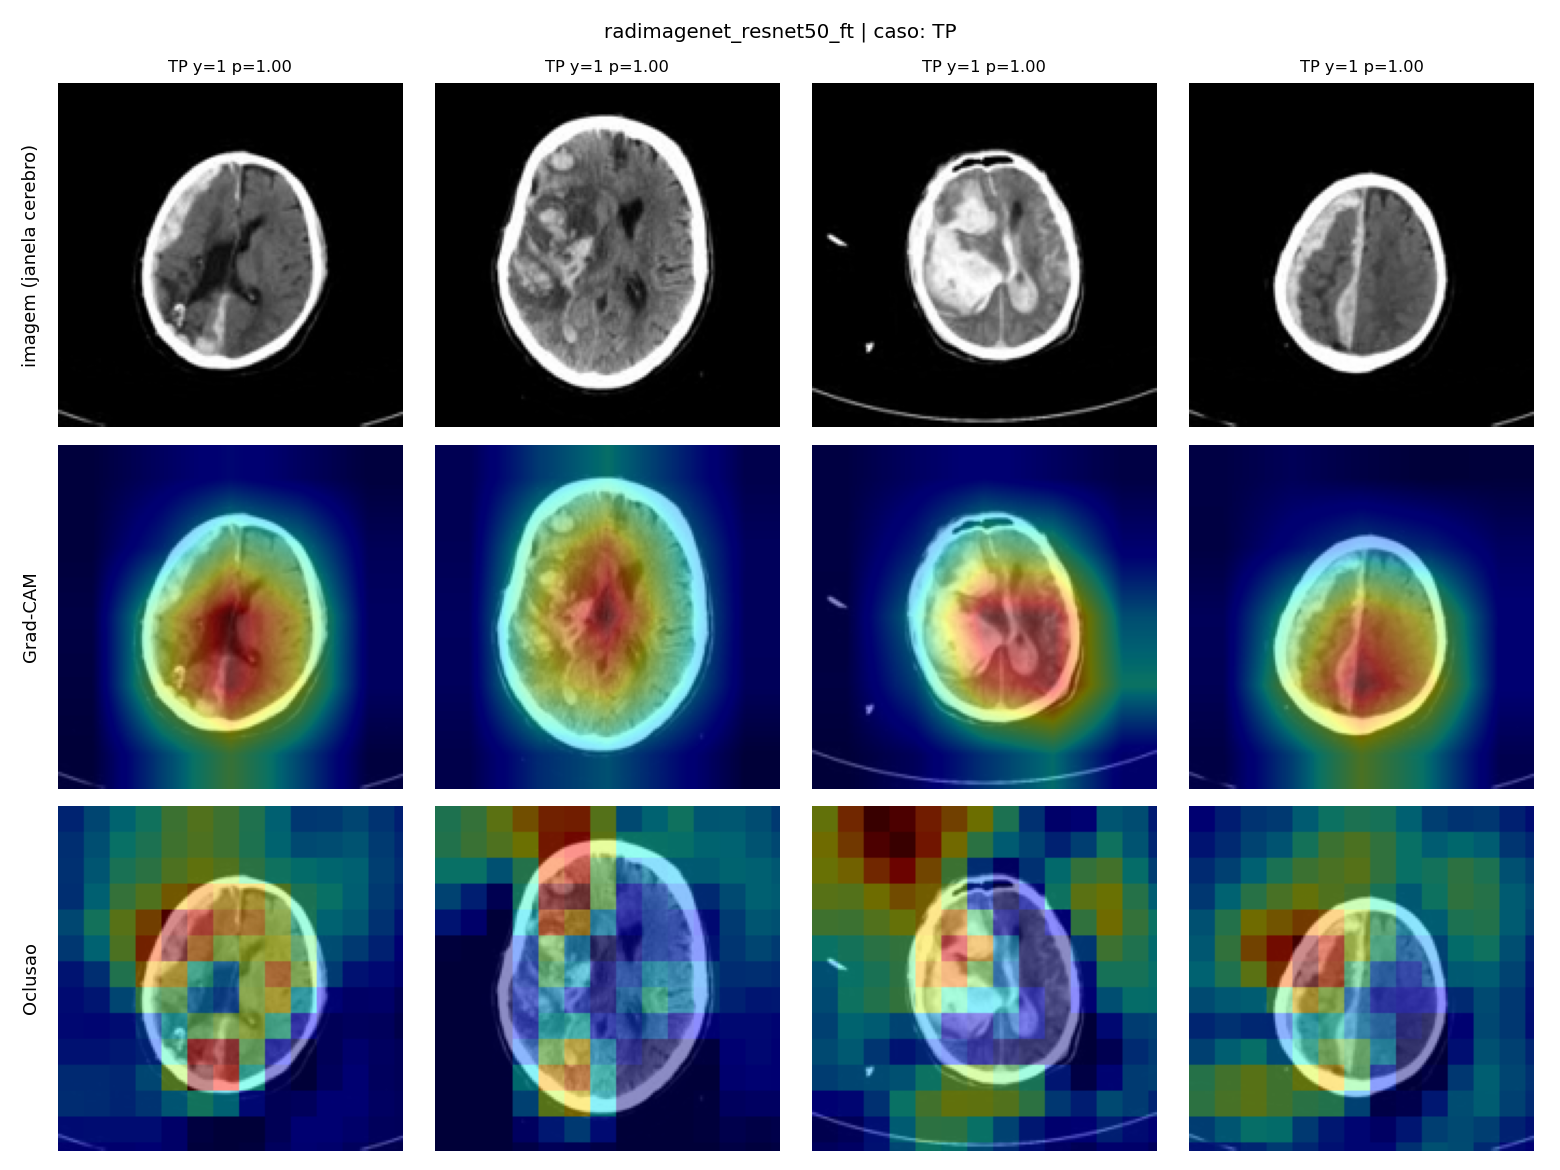 radimagenet_resnet50_ft | caso: TP
TP y=1 p=1.00
TP y=1 p=1.00
TP y=1 p=1.00
TP y=1 p=1.00
imagem (janela cerebro)
Grad-CAM
Oclusao